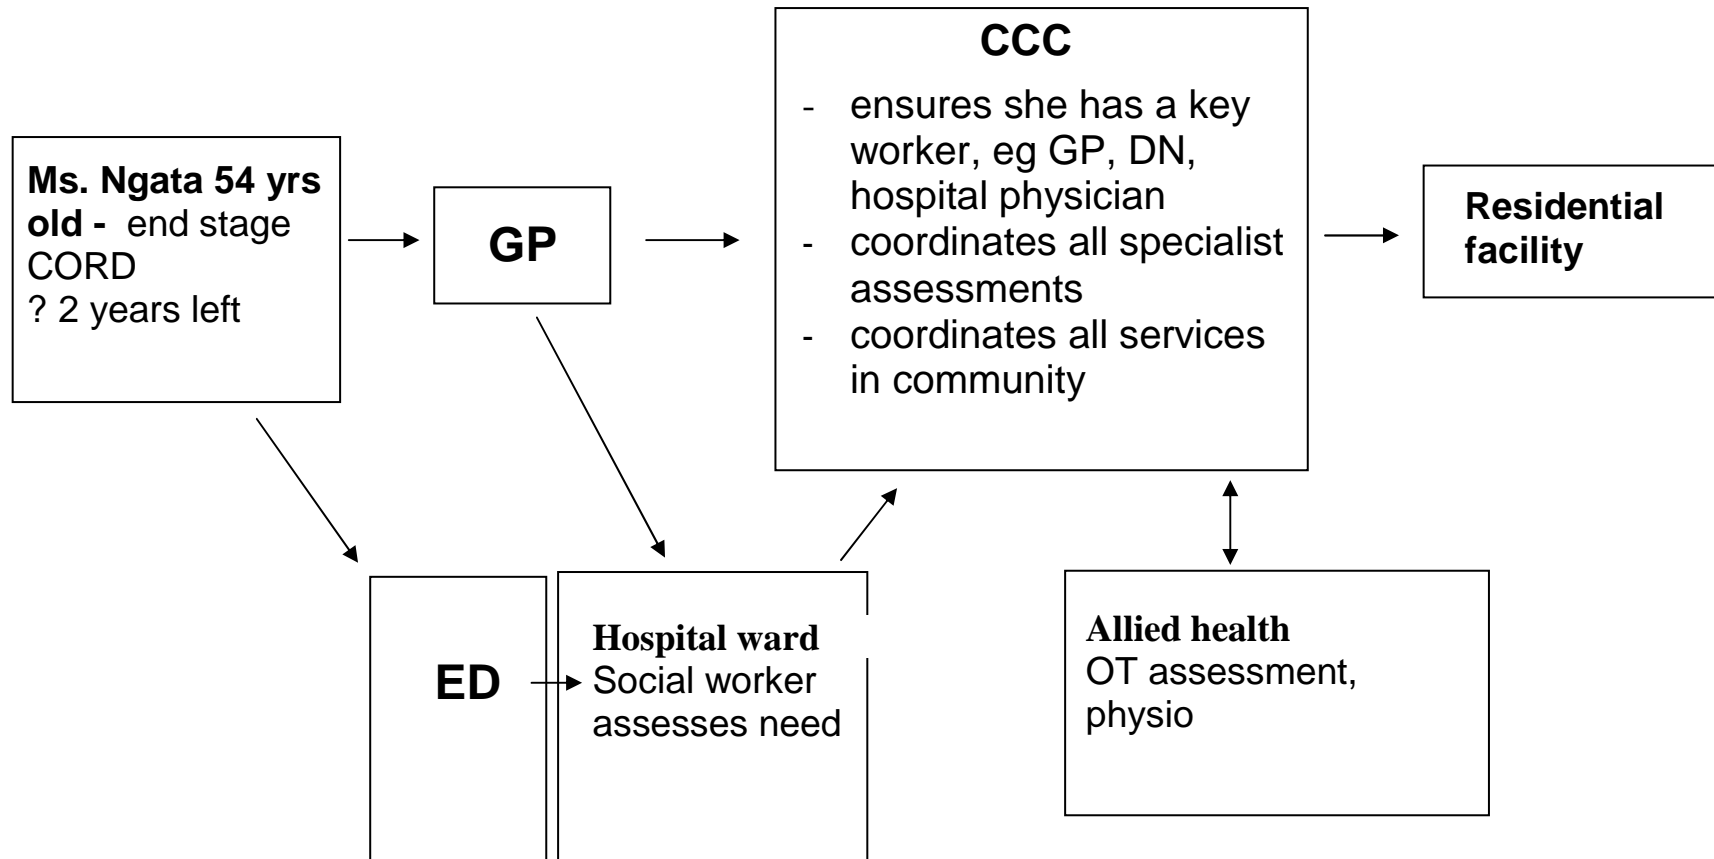 Ms. Ngata 54 yrs
old - end stage
CORD
? 2 years left
GP
CCC
- ensures she has a key
worker, eg GP, DN,
hospital physician
- coordinates all specialist
assessments
- coordinates all services
in community
Residential
facility
ED
Hospital ward
Social worker
assesses need
Allied health
OT assessment,
physio